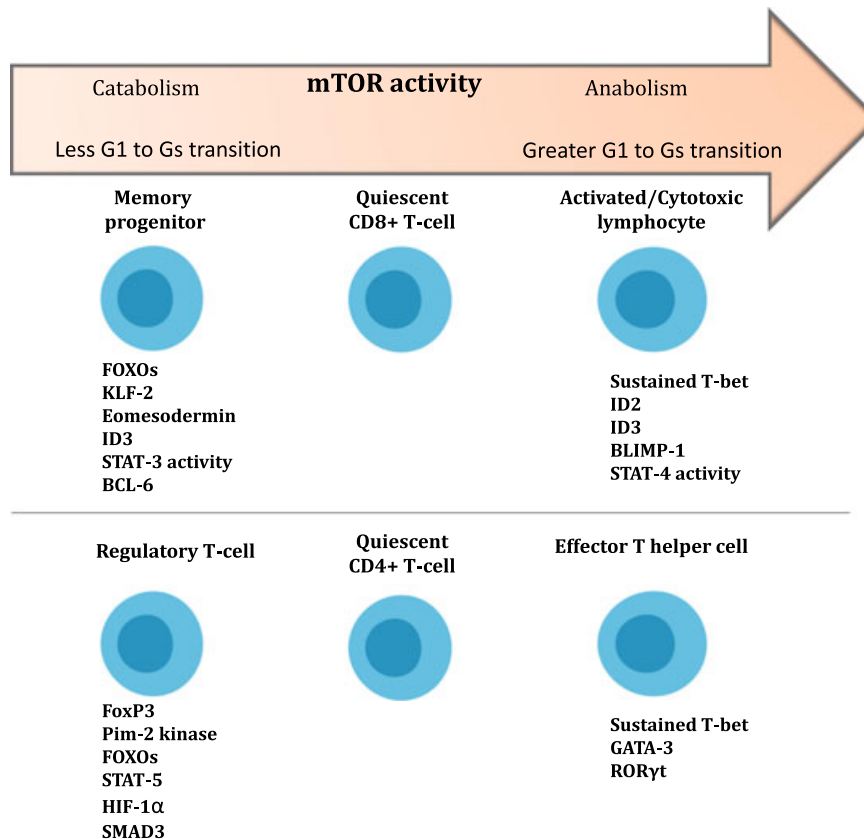 Catabolism mTOR activity Anabolism
Less G1 to Gs transition Greater G1 to Gs transition
Memory
progenitor
Quiescent
CD8+ T-cell
Activated/Cytotoxic
lymphocyte
FOXOs
KLF-2
Eomesodermin
ID3
STAT-3 activity
BCL-6
Sustained T-bet
ID2
ID3
BLIMP-1
STAT-4 activity
Regulatory T-cell
Quiescent
CD4+ T-cell
Effector T helper cell
FoxP3
Pim-2 kinase
FOXOs
STAT-5
HIF-1α
SMAD3
Sustained T-bet
GATA-3
RORγt